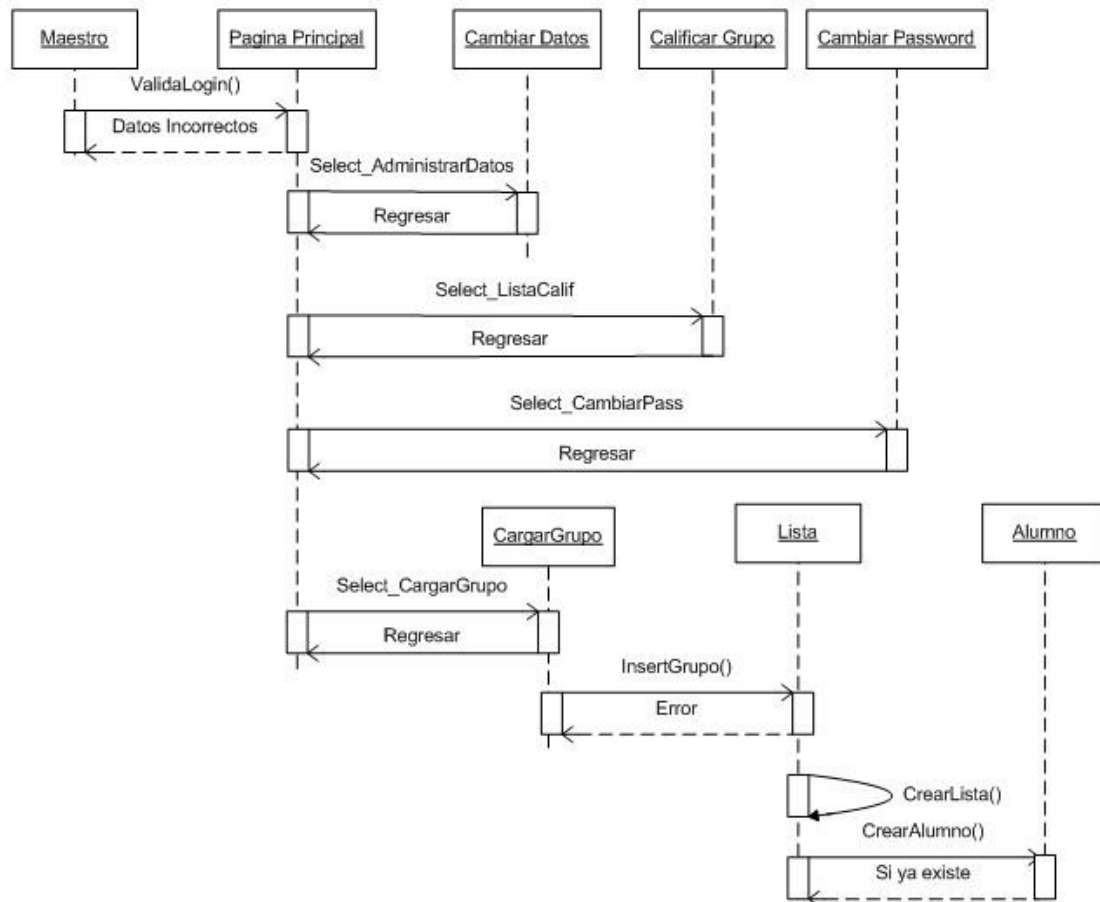 Maestro
Pagina Principal
Cambiar Datos
Calificar Grupo
Cambiar Password
ValidaLogin()
Datos Incorrectos
Select_AdministrarDatos
Regresar
Select_ListaCalif
Regresar
Select_CambiarPass
Regresar
CargarGrupo
Lista
Alumno
Select_CargarGrupo
Regresar
InsertGrupo()
Error
CrearLista()
CrearAlumno()
Si ya existe